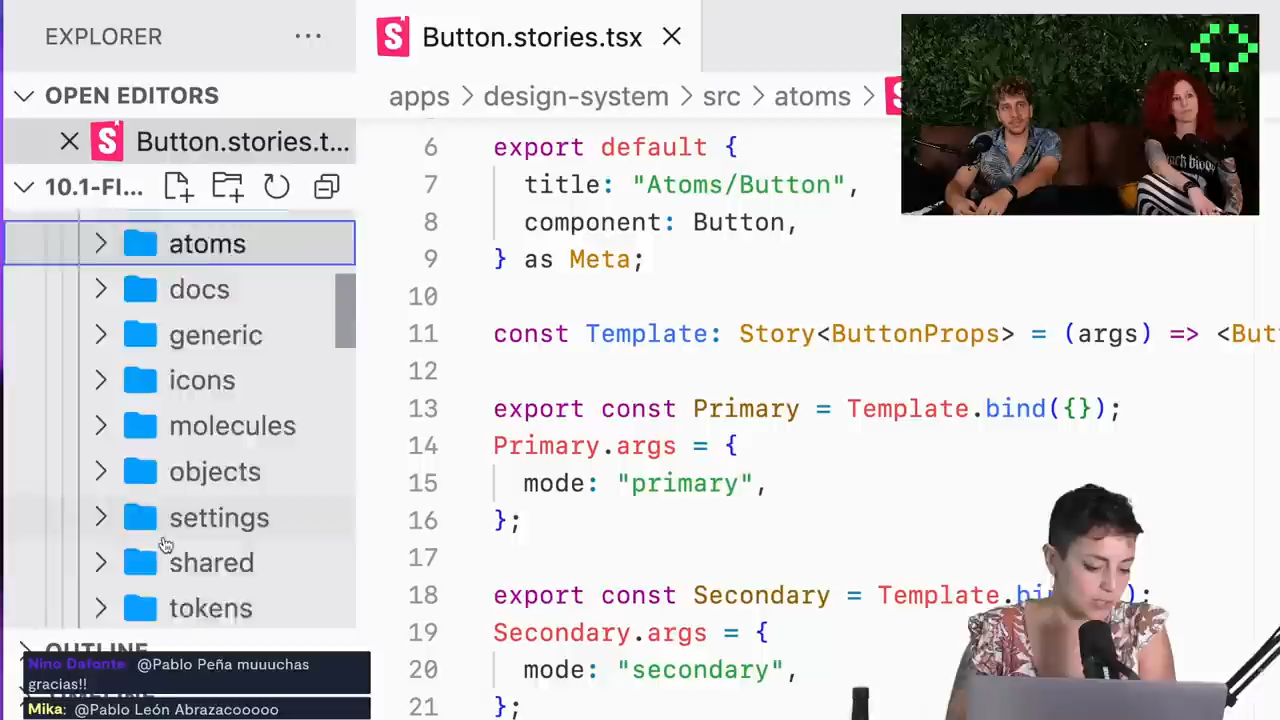 EXPLORER
OPEN EDITORS
Button.stories.t...
10.1-FI...
atoms
docs
generic
icons
molecules
objects
settings
shared
tokens
OUTLINE
Nino Dafonte @Pablo Peña muuuchas
gracias!!
Mika: @Pablo León Abrazacooooo
Button.stories.tsx
apps > design-system > src > atoms >
6 export default {
7 title: "Atoms/Button",
8 component: Button,
9 } as Meta;
10
11 const Template: Story<ButtonProps> = (args) => <But
12
13 export const Primary = Template.bind({});
14 Primary.args = {
15 mode: "primary",
16 };
17
18 export const Secondary = Template.bi );
19 Secondary.args = {
20 mode: "secondary",
21 };